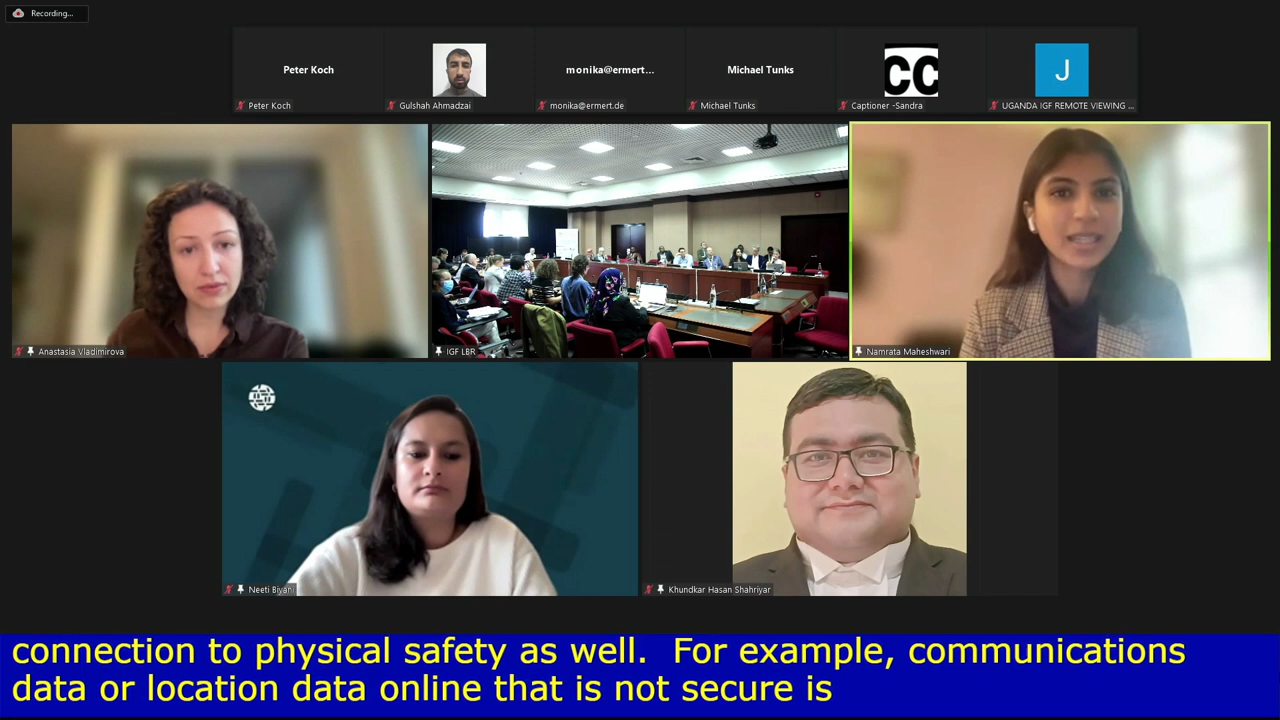 Recording...
Peter Koch
monika@ermert...
Michael Tunks
CC
J
Peter Koch
Gulshah Ahmadzai
monika@ermert.de
Michael Tunks
Captioner -Sandra
UGANDA IGF REMOTE VIEWING ...
Anastasia Vladimirova
IGF LBR
Namrata Maheshwari
Neeti Biyani
Khundkar Hasan Shahriyar
connection to physical safety as well.  For example, communications
data or location data online that is not secure is